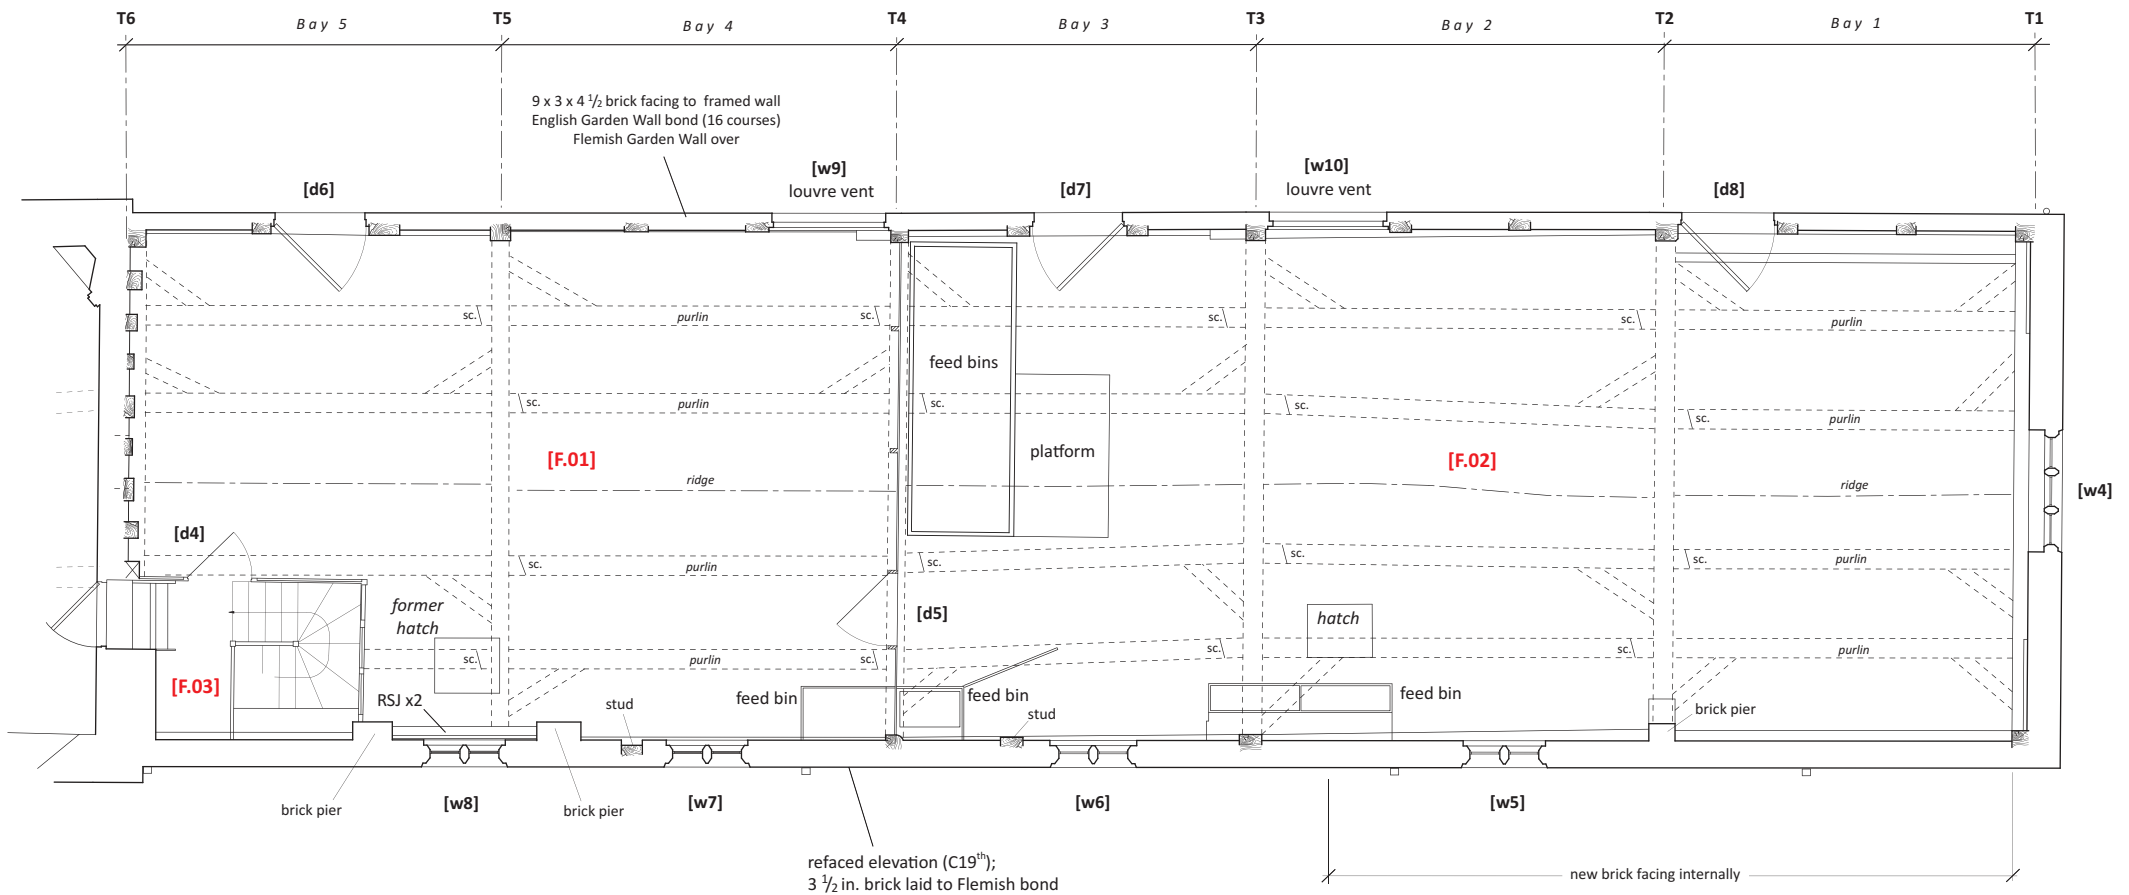 T6 Bay 5 T5 Bay 4 T4 Bay 3 T3 Bay 2 T2 Bay 1 T1
9 x 3 x 4 1/2 brick facing to framed wall
English Garden Wall bond (16 courses)
Flemish Garden Wall over
[d6]
[w9]
louvre vent
[d7]
[w10]
louvre vent
[d8]
sc. purlin sc. sc. sc. purlin
feed bins
sc. purlin sc. sc. sc. purlin
platform
[F.01] [F.02]
ridge ridge
[w4]
[d4]
sc. purlin sc. sc. sc. purlin
former
hatch
[d5]
hatch
sc. purlin sc. sc. sc. purlin
[F.03]
RSJ x2
stud
feed bin
feed bin
stud
feed bin
brick pier
brick pier
[w8]
brick pier
[w7]
[w6]
[w5]
refaced elevation (C19th);
3 1/2 in. brick laid to Flemish bond
new brick facing internally